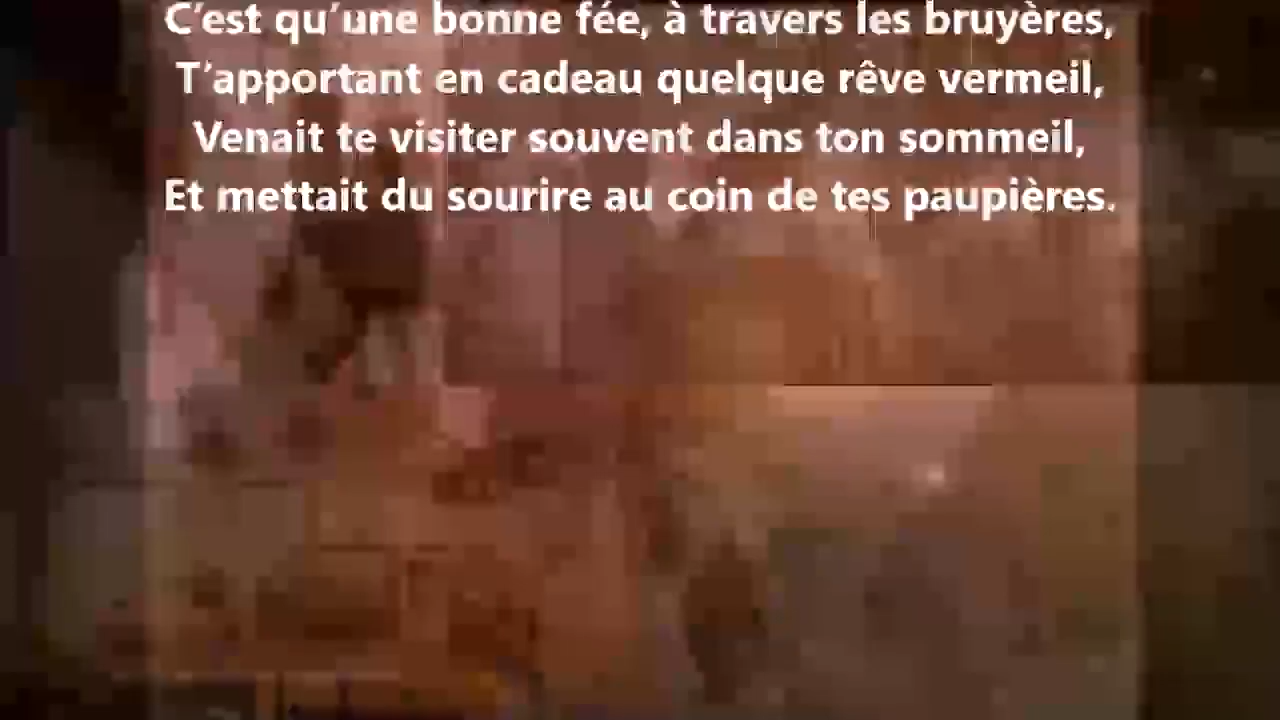 C’est qu’une bonne fée, à travers les bruyères,
T’apportant en cadeau quelque rêve vermeil,
Venait te visiter souvent dans ton sommeil,
Et mettait du sourire au coin de tes paupières.